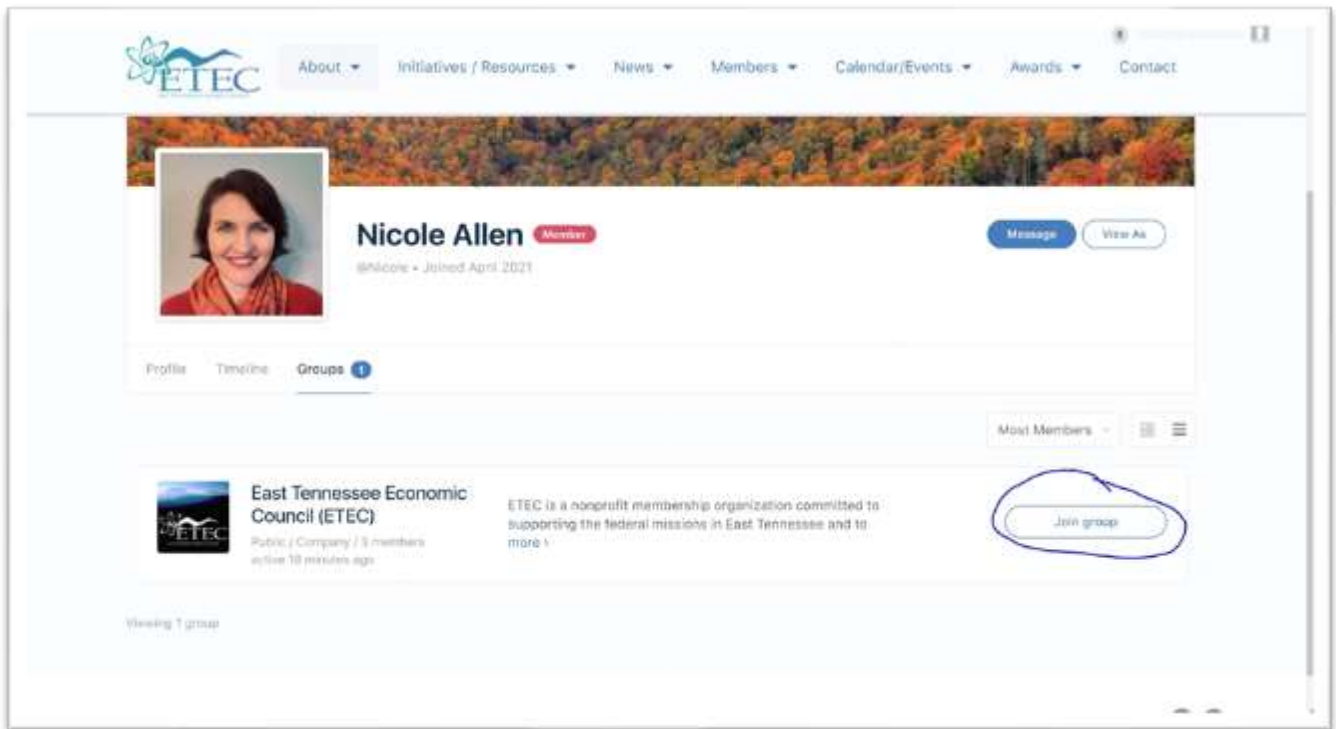 ETEC
About Initiatives / Resources News Members Calendar/Events Awards Contact
Nicole Allen Member
@Nicole • Joined April 2021
Message View As
Profile Timeline Groups 1
Most Members
ETEC
East Tennessee Economic
Council (ETEC)
Public / Company / 5 members
active 18 minutes ago
ETEC is a nonprofit membership organization committed to
supporting the federal missions in East Tennessee and to
more ›
Join group
Viewing 1 group